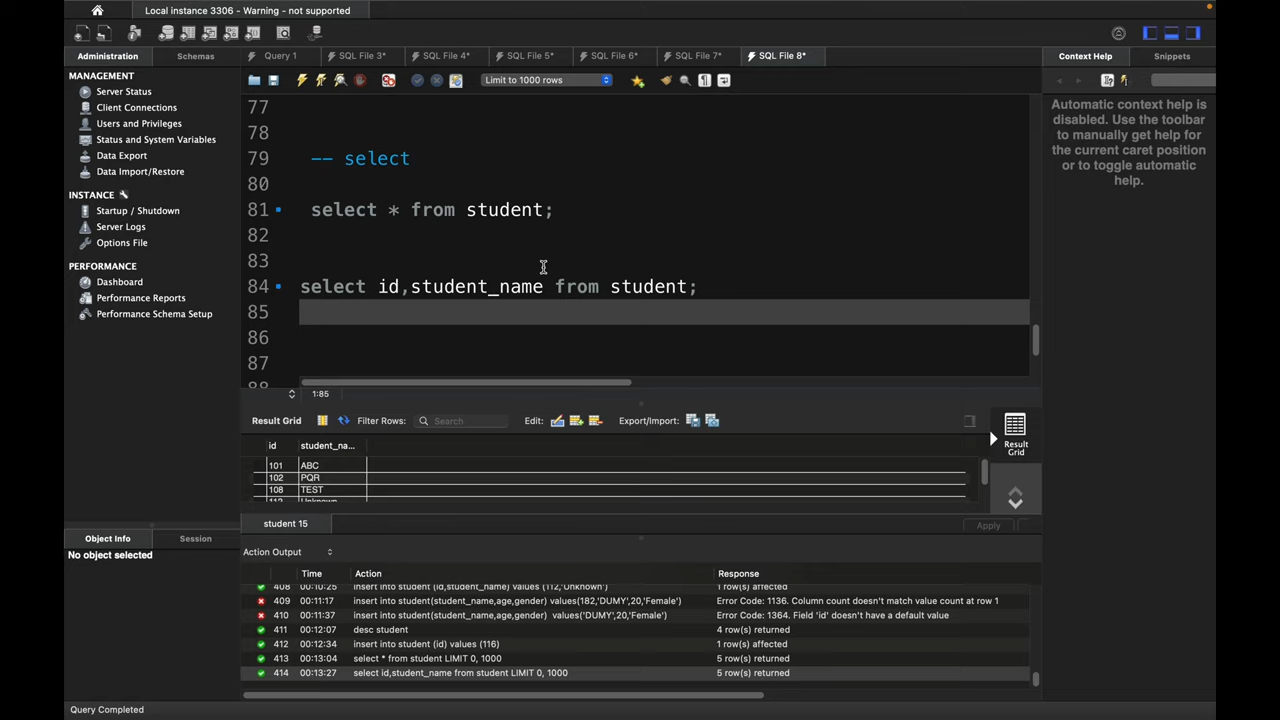 Local instance 3306 - Warning - not supported
Administration
Schemas
Query 1
SQL File 3*
SQL File 4*
SQL File 5*
SQL File 6*
SQL File 7*
SQL File 8*
Context Help
Snippets
MANAGEMENT
Server Status
Client Connections
Users and Privileges
Status and System Variables
Data Export
Data Import/Restore
INSTANCE
Startup / Shutdown
Server Logs
Options File
PERFORMANCE
Dashboard
Performance Reports
Performance Schema Setup
Object Info
Session
No object selected
Limit to 1000 rows
77
78
79 -- select
80
81 select * from student;
82
83
84 select id,student_name from student;
85
86
87
88
1:85
Result Grid
Filter Rows:
Search
Edit:
Export/Import:
id student_na...
101 ABC
102 PQR
108 TEST
112 Unknown
Result
Grid
student 15
Apply
Action Output
Time Action Response
408 00:10:25 insert into student (id,student_name) values (112,'Unknown') 1 row(s) affected
409 00:11:17 insert into student(student_name,age,gender) values(182,'DUMY',20,'Female') Error Code: 1136. Column count doesn't match value count at row 1
410 00:11:37 insert into student(student_name,age,gender) values('DUMY',20,'Female') Error Code: 1364. Field 'id' doesn't have a default value
411 00:12:07 desc student 4 row(s) returned
412 00:12:34 insert into student (id) values (116) 1 row(s) affected
413 00:13:04 select * from student LIMIT 0, 1000 5 row(s) returned
414 00:13:27 select id,student_name from student LIMIT 0, 1000 5 row(s) returned
Automatic context help is
disabled. Use the toolbar
to manually get help for
the current caret position
or to toggle automatic
help.
Query Completed